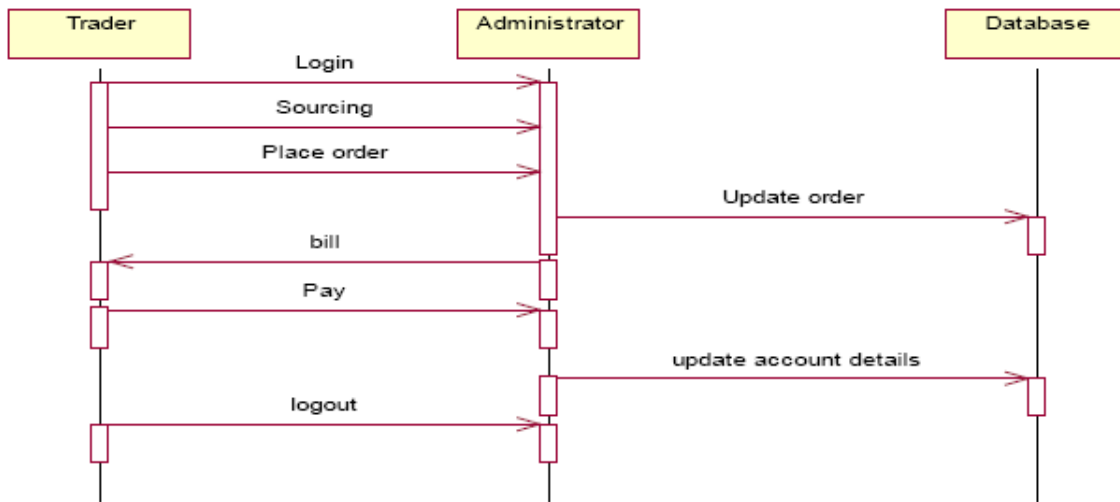 Trader
Administrator
Database
Login
Sourcing
Place order
Update order
bill
Pay
update account details
logout